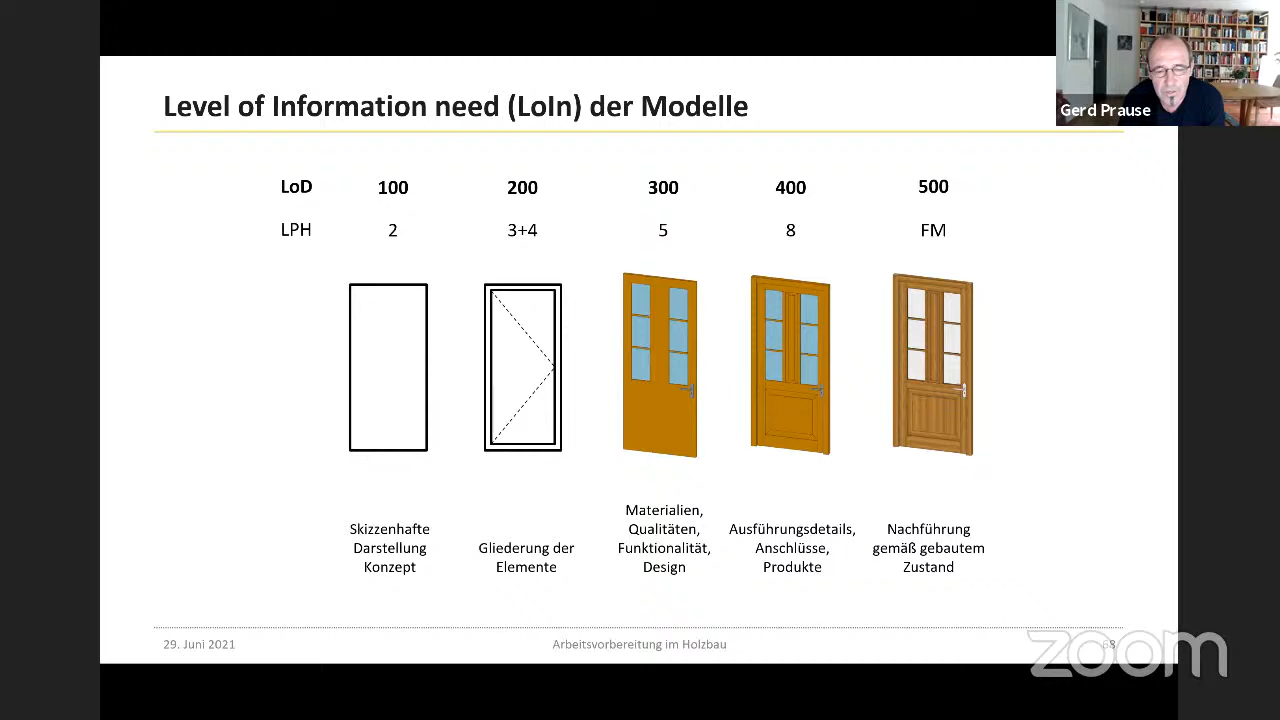 Level of Information need (LoIn) der Modelle
Gerd Prause
LoD 100 200 300 400 500
LPH 2 3+4 5 8 FM
Skizzenhafte
Darstellung
Konzept
Gliederung der
Elemente
Materialien,
Qualitäten,
Funktionalität,
Design
Ausführungsdetails,
Anschlüsse,
Produkte
Nachführung
gemäß gebautem
Zustand
29. Juni 2021
Arbeitsvorbereitung im Holzbau
68
zoom